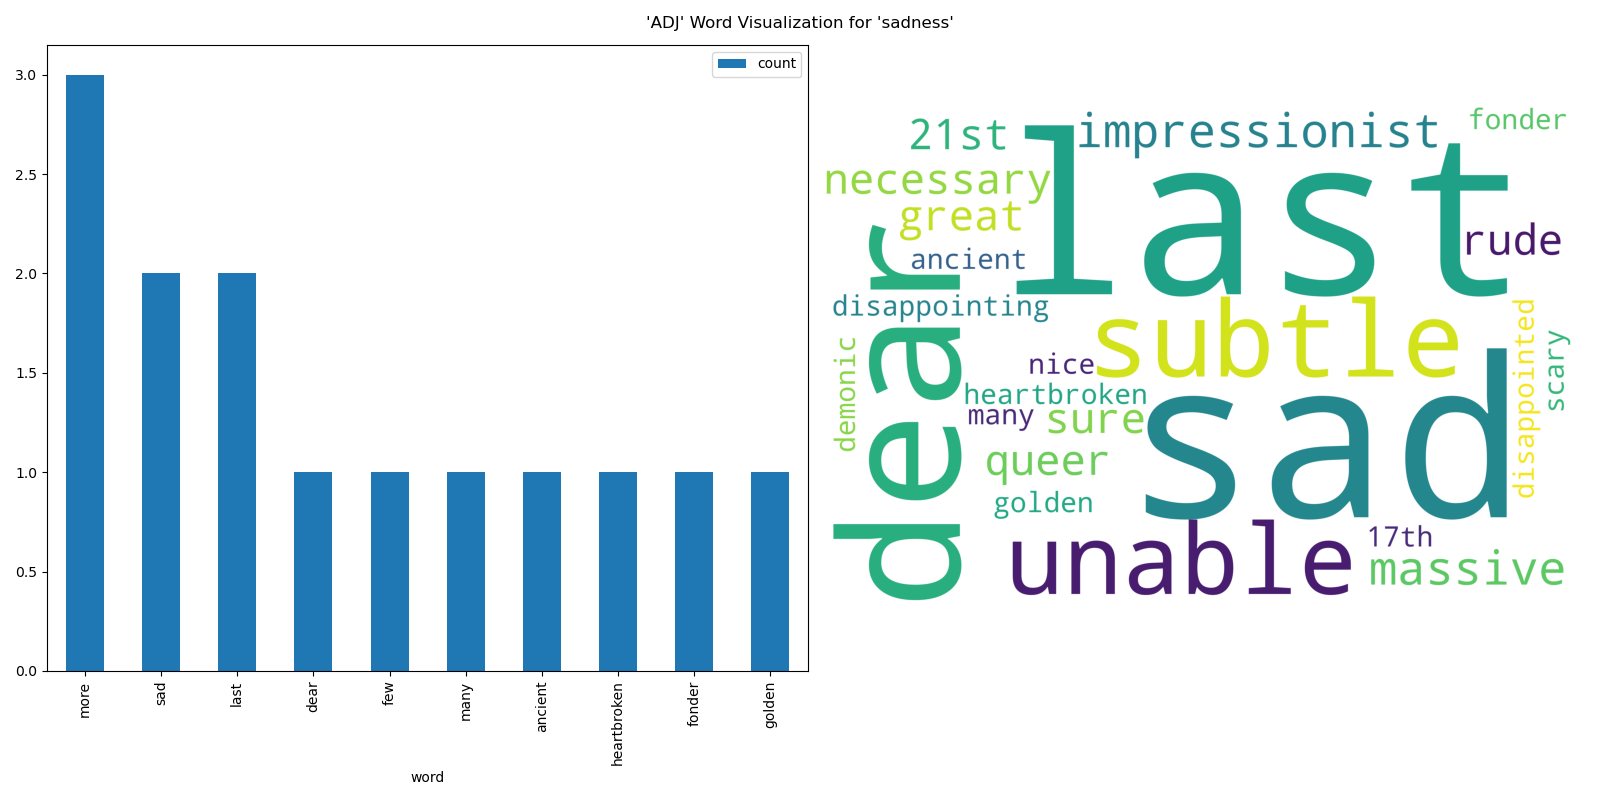 'ADJ' Word Visualization for 'sadness'
count
3.0
2.5
2.0
1.5
1.0
0.5
0.0
more
sad
last
dear
few
many
ancient
heartbroken
fonder
golden
word
21st
impressionist
fonder
last
necessary
great
rude
ancient
dear
disappointing
subtle
disappointed
scary
demonic
nice
heartbroken
many
sure
sad
queer
golden
unable
17th
massive